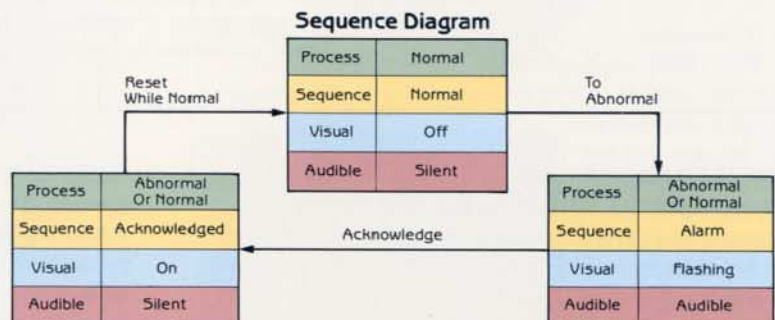 Sequence Diagram
Process Normal
Sequence Normal
Visual Off
Audible Silent
Reset
While Normal
To
Abnormal
Process Abnormal
Or Normal
Sequence Acknowledged
Visual On
Audible Silent
Acknowledge
Process Abnormal
Or Normal
Sequence Alarm
Visual Flashing
Audible Audible